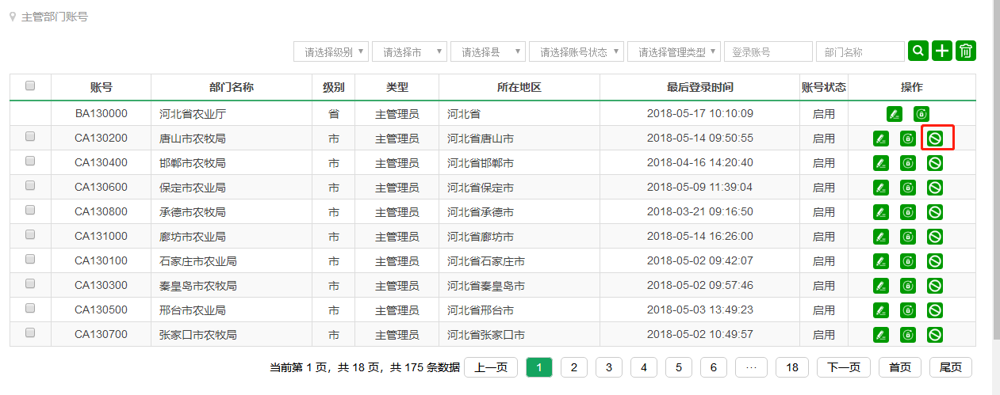 主管部门账号
请选择级别 请选择市 请选择县 请选择账号状态 请选择管理类型 登录账号 部门名称
账号 部门名称 级别 类型 所在地区 最后登录时间 账号状态 操作
BA130000 河北省农业厅 省 主管理员 河北省 2018-05-17 10:10:09 启用
CA130200 唐山市农牧局 市 主管理员 河北省唐山市 2018-05-14 09:50:55 启用
CA130400 邯郸市农牧局 市 主管理员 河北省邯郸市 2018-04-16 14:20:40 启用
CA130600 保定市农业局 市 主管理员 河北省保定市 2018-05-09 11:39:04 启用
CA130800 承德市农牧局 市 主管理员 河北省承德市 2018-03-21 09:16:50 启用
CA131000 廊坊市农业局 市 主管理员 河北省廊坊市 2018-05-14 16:26:00 启用
CA130100 石家庄市农业局 市 主管理员 河北省石家庄市 2018-05-02 09:42:07 启用
CA130300 秦皇岛市农牧局 市 主管理员 河北省秦皇岛市 2018-05-02 09:57:46 启用
CA130500 邢台市农业局 市 主管理员 河北省邢台市 2018-05-03 13:49:23 启用
CA130700 张家口市农牧局 市 主管理员 河北省张家口市 2018-05-02 10:49:57 启用
当前第 1 页，共 18 页，共 175 条数据 上一页 1 2 3 4 5 6 ··· 18 下一页 首页 尾页